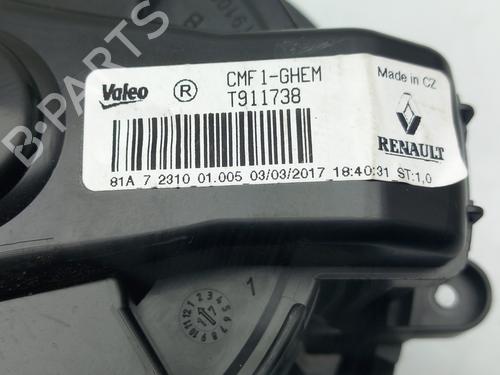 Valeo ® CMF1-GHEM Made in CZ
T911738
RENAULT
81A 7 2310 01.005 03/03/2017 18:40:31 ST:1,0
B-PARTS
1